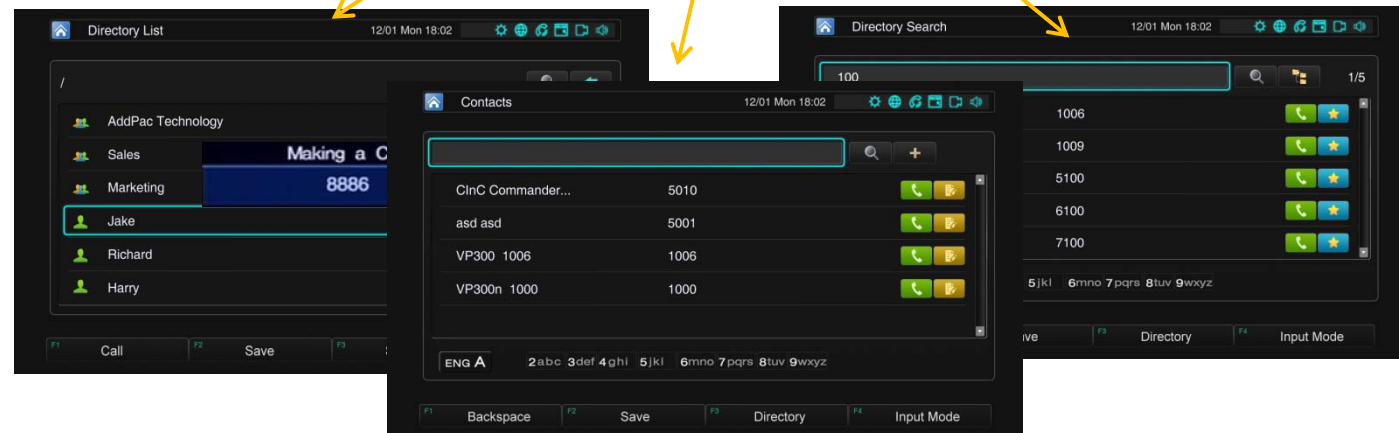 Directory List
12/01 Mon 18:02
/
AddPac Technology
Sales
Marketing
Jake
Richard
Harry
Making a C
8886
F1 Call
F2 Save
F3
Contacts
12/01 Mon 18:02
CInC Commander... 5010
asd asd 5001
VP300 1006 1006
VP300n 1000 1000
ENG A 2abc 3def 4ghi 5jkl 6mno 7pqrs 8tuv 9wxyz
F1 Backspace F2 Save F3 Directory F4 Input Mode
Directory Search
12/01 Mon 18:02
100
1/5
1006
1009
5100
6100
7100
5jkl 6mno 7pqrs 8tuv 9wxyz
ve F3 Directory F4 Input Mode